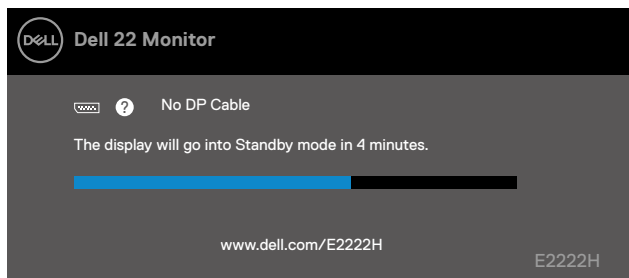 DELL Dell 22 Monitor
? No DP Cable
The display will go into Standby mode in 4 minutes.
www.dell.com/E2222H
E2222H